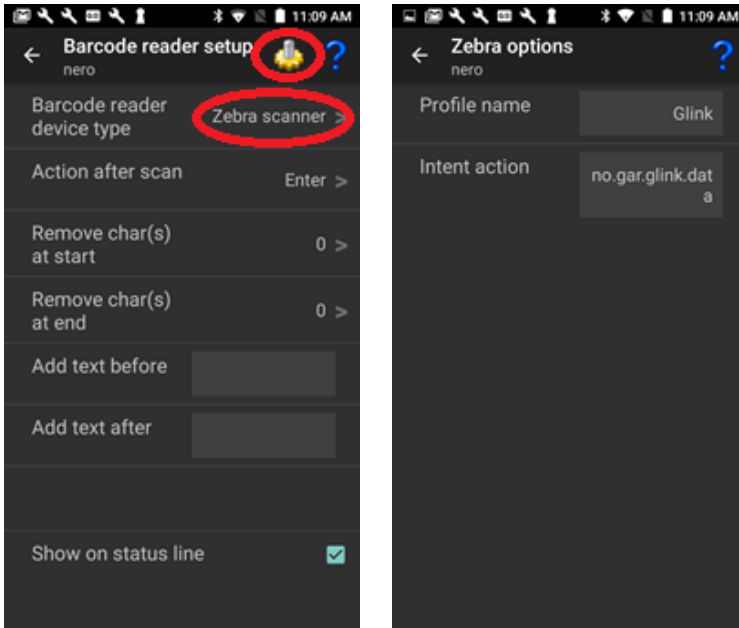 11:09 AM
Barcode reader setup
nero
?
Barcode reader
device type
Zebra scanner >
Action after scan
Enter >
Remove char(s)
at start
0 >
Remove char(s)
at end
0 >
Add text before
Add text after
Show on status line
11:09 AM
Zebra options
nero
?
Profile name
Glink
Intent action
no.gar.glink.dat
a